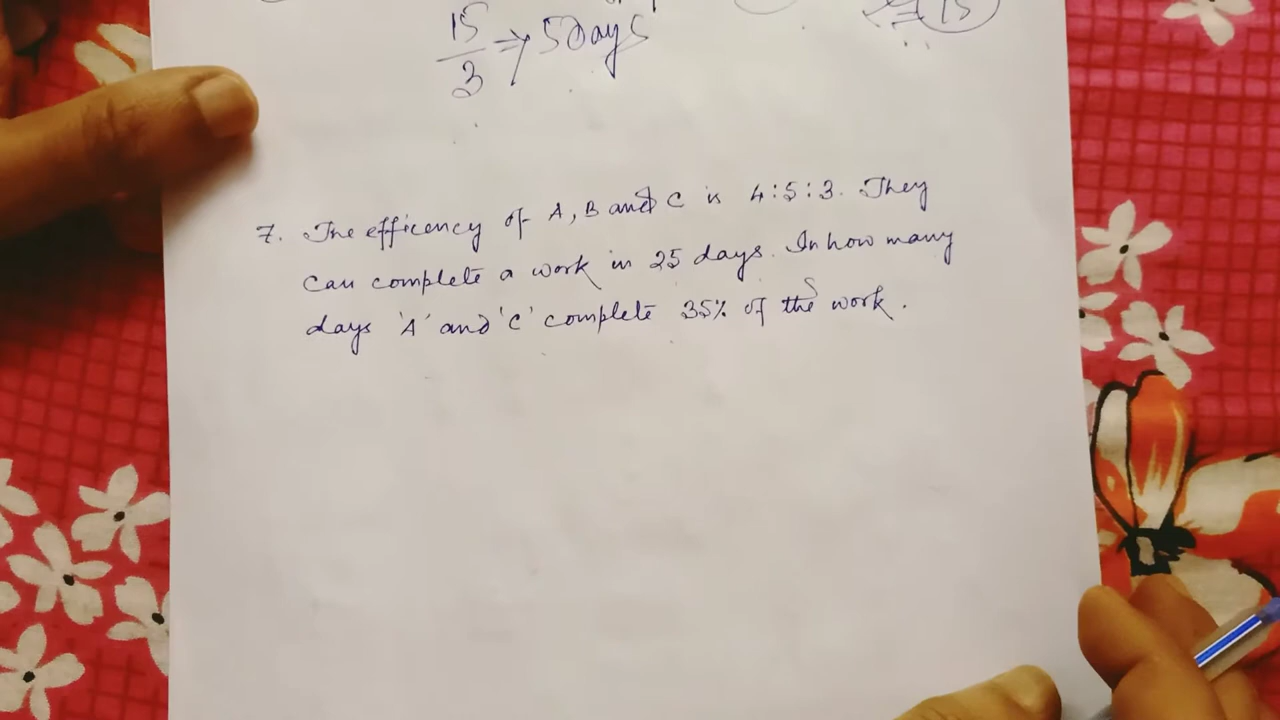 15
3 ⇒ 5 Days
15
7. The efficency of A, B and C is 4:5:3. They
can complete a work in 25 days. In how many
days 'A' and 'C' complete 35% of the work.